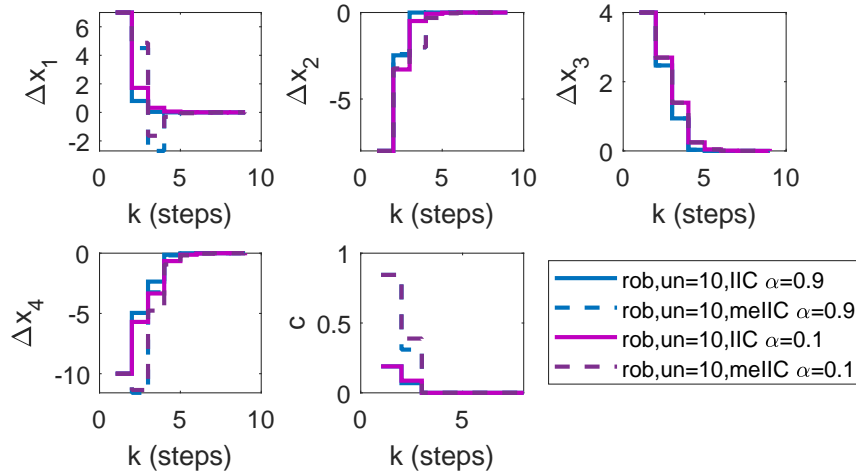 6
4
2
0
-2
Δx1
0 5 10
k (steps)
0
-5
Δx2
0 5 10
k (steps)
4
2
0
Δx3
0 5 10
k (steps)
0
-5
-10
Δx4
0 5 10
k (steps)
1
0.5
0
c
5
k (steps)
rob,un=10,IIC α=0.9
rob,un=10,meIIC α=0.9
rob,un=10,IIC α=0.1
rob,un=10,meIIC α=0.1